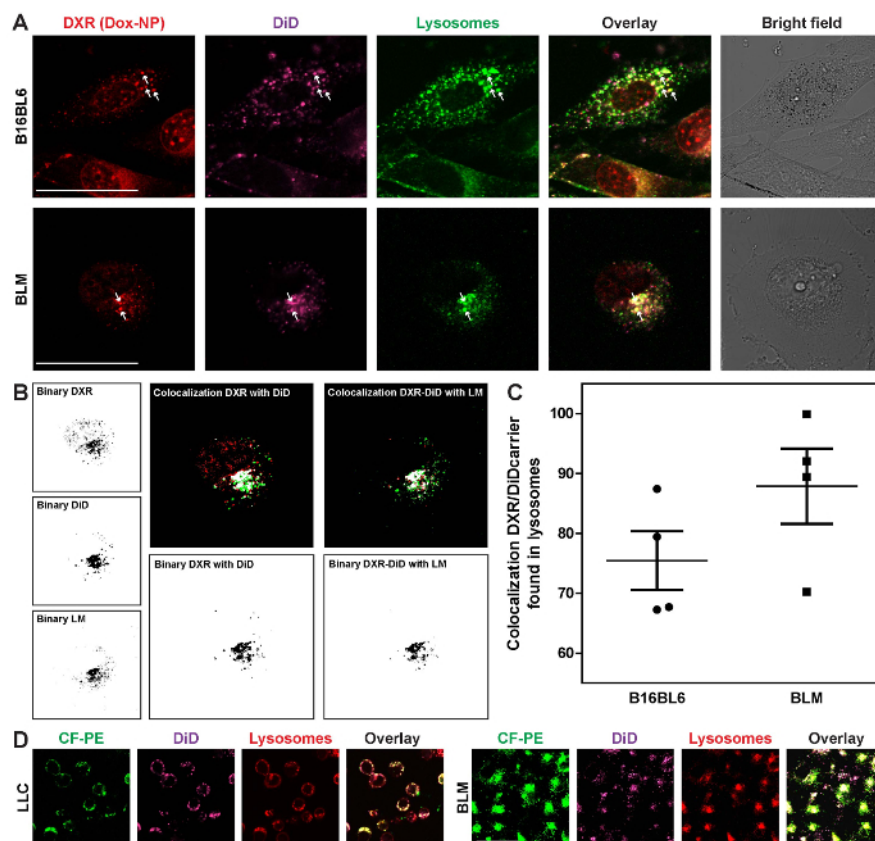 A
DXR (Dox-NP)
DiD
Lysosomes
Overlay
Bright field
B16BL6
BLM
B
Binary DXR
Binary DiD
Binary LM
Colocalization DXR with DiD
Colocalization DXR-DiD with LM
Binary DXR with DiD
Binary DXR-DiD with LM
C
Colocalization DXR/DiDcarrier
found in lysosomes
100
90
80
70
60
B16BL6
BLM
D
CF-PE
DiD
Lysosomes
Overlay
LLC
CF-PE
DiD
Lysosomes
Overlay
BLM